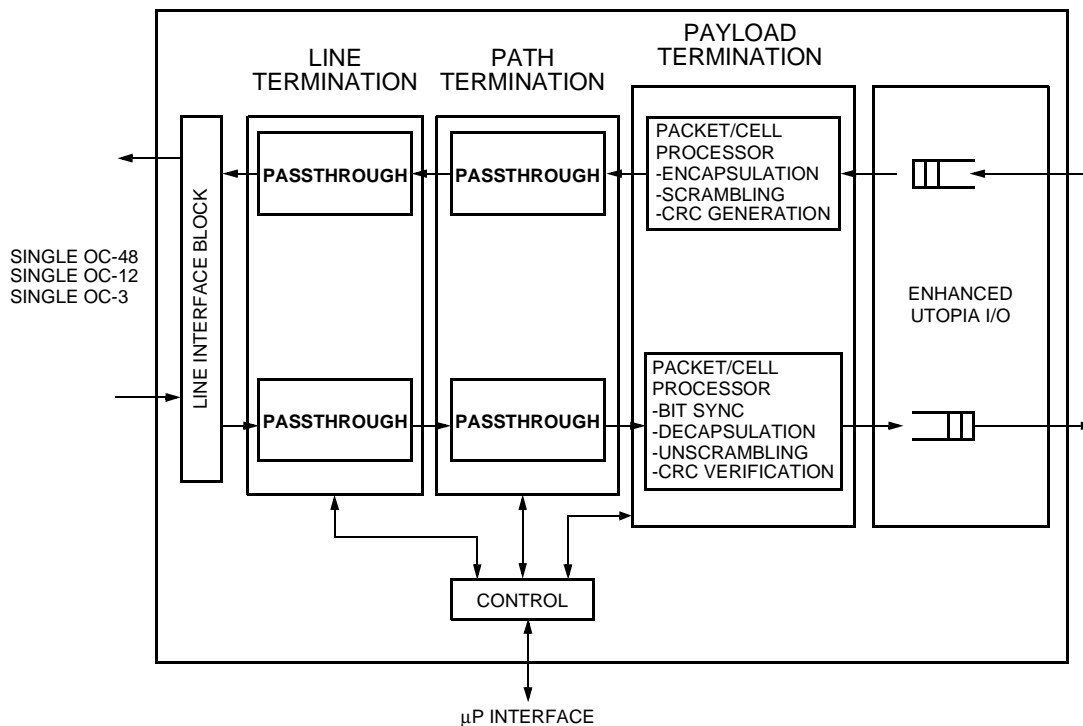 LINE
TERMINATION
PATH
TERMINATION
PAYLOAD
TERMINATION
PASSTHROUGH
PASSTHROUGH
PACKET/CELL
PROCESSOR
-ENCAPSULATION
-SCRAMBLING
-CRC GENERATION
SINGLE OC-48
SINGLE OC-12
SINGLE OC-3
LINE INTERFACE BLOCK
ENHANCED
UTOPIA I/O
PASSTHROUGH
PASSTHROUGH
PACKET/CELL
PROCESSOR
-BIT SYNC
-DECAPSULATION
-UNSCRAMBLING
-CRC VERIFICATION
CONTROL
μP INTERFACE